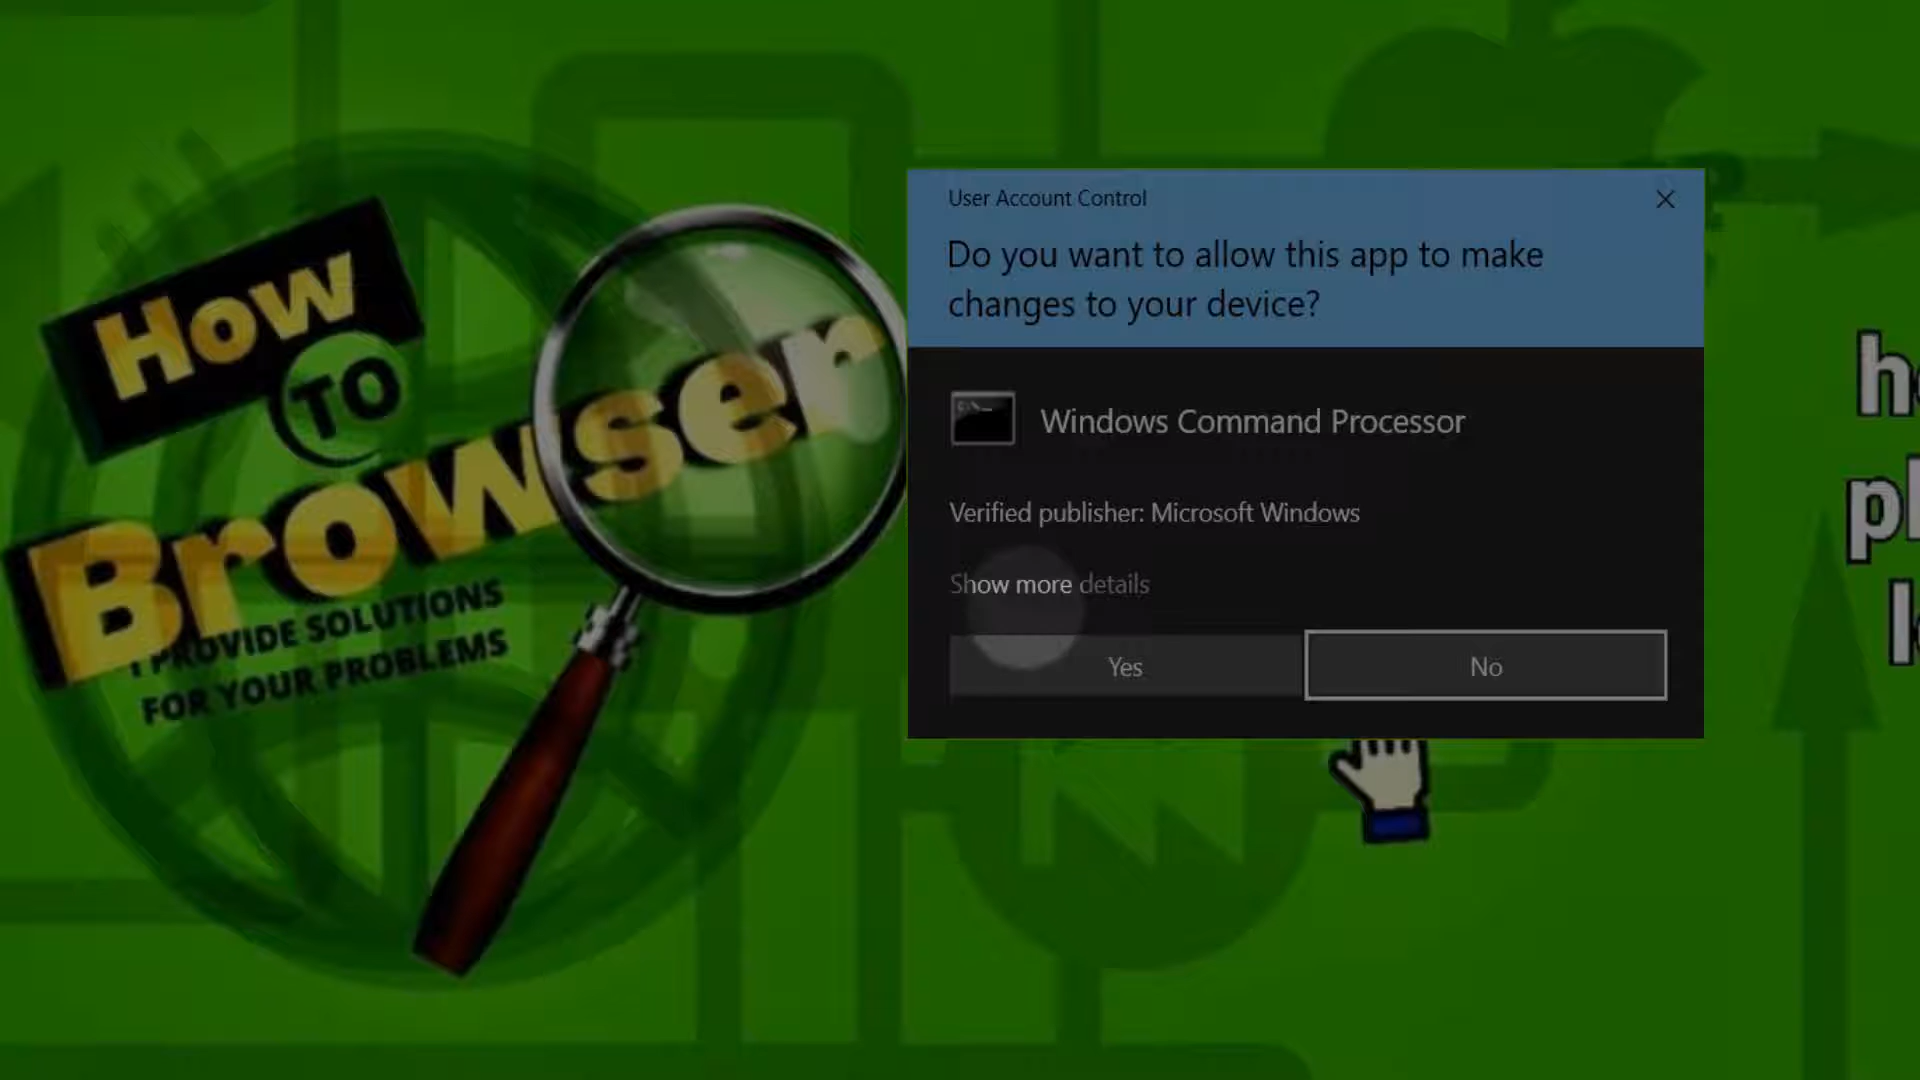 How
TO
Browser
I PROVIDE SOLUTIONS
FOR YOUR PROBLEMS
User Account Control
Do you want to allow this app to make
changes to your device?
Windows Command Processor
Verified publisher: Microsoft Windows
Show more details
Yes
No